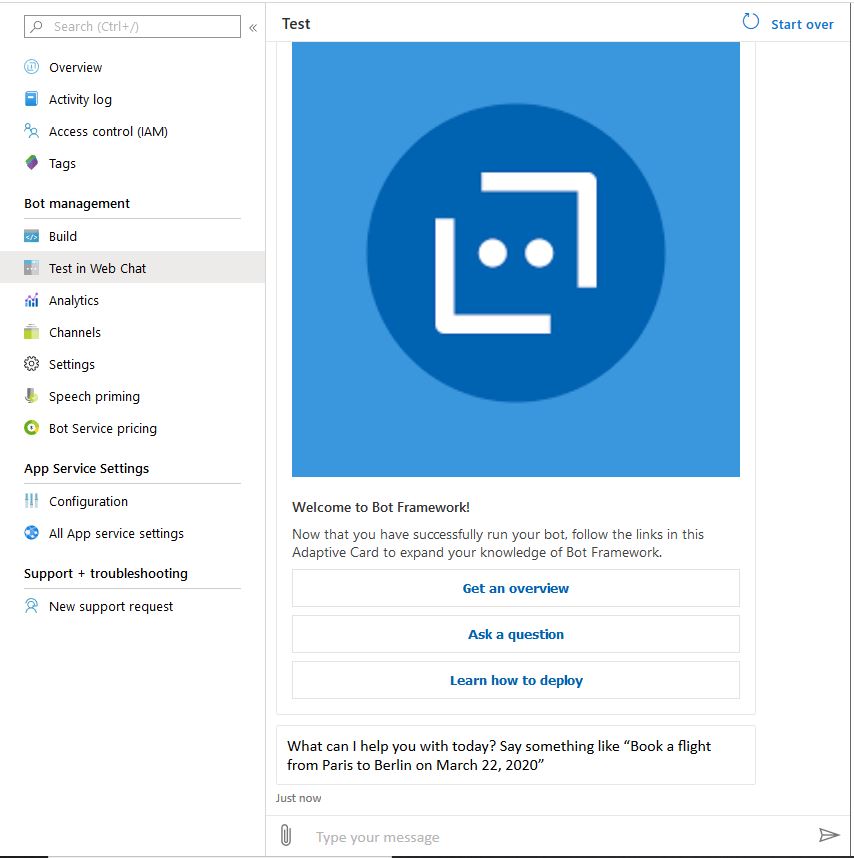 Search (Ctrl+/)
«
Overview
Activity log
Access control (IAM)
Tags
Bot management
Build
Test in Web Chat
Analytics
Channels
Settings
Speech priming
Bot Service pricing
App Service Settings
Configuration
All App service settings
Support + troubleshooting
New support request
Test
Start over
Welcome to Bot Framework!
Now that you have successfully run your bot, follow the links in this
Adaptive Card to expand your knowledge of Bot Framework.
Get an overview
Ask a question
Learn how to deploy
What can I help you with today? Say something like “Book a flight
from Paris to Berlin on March 22, 2020”
Just now
Type your message